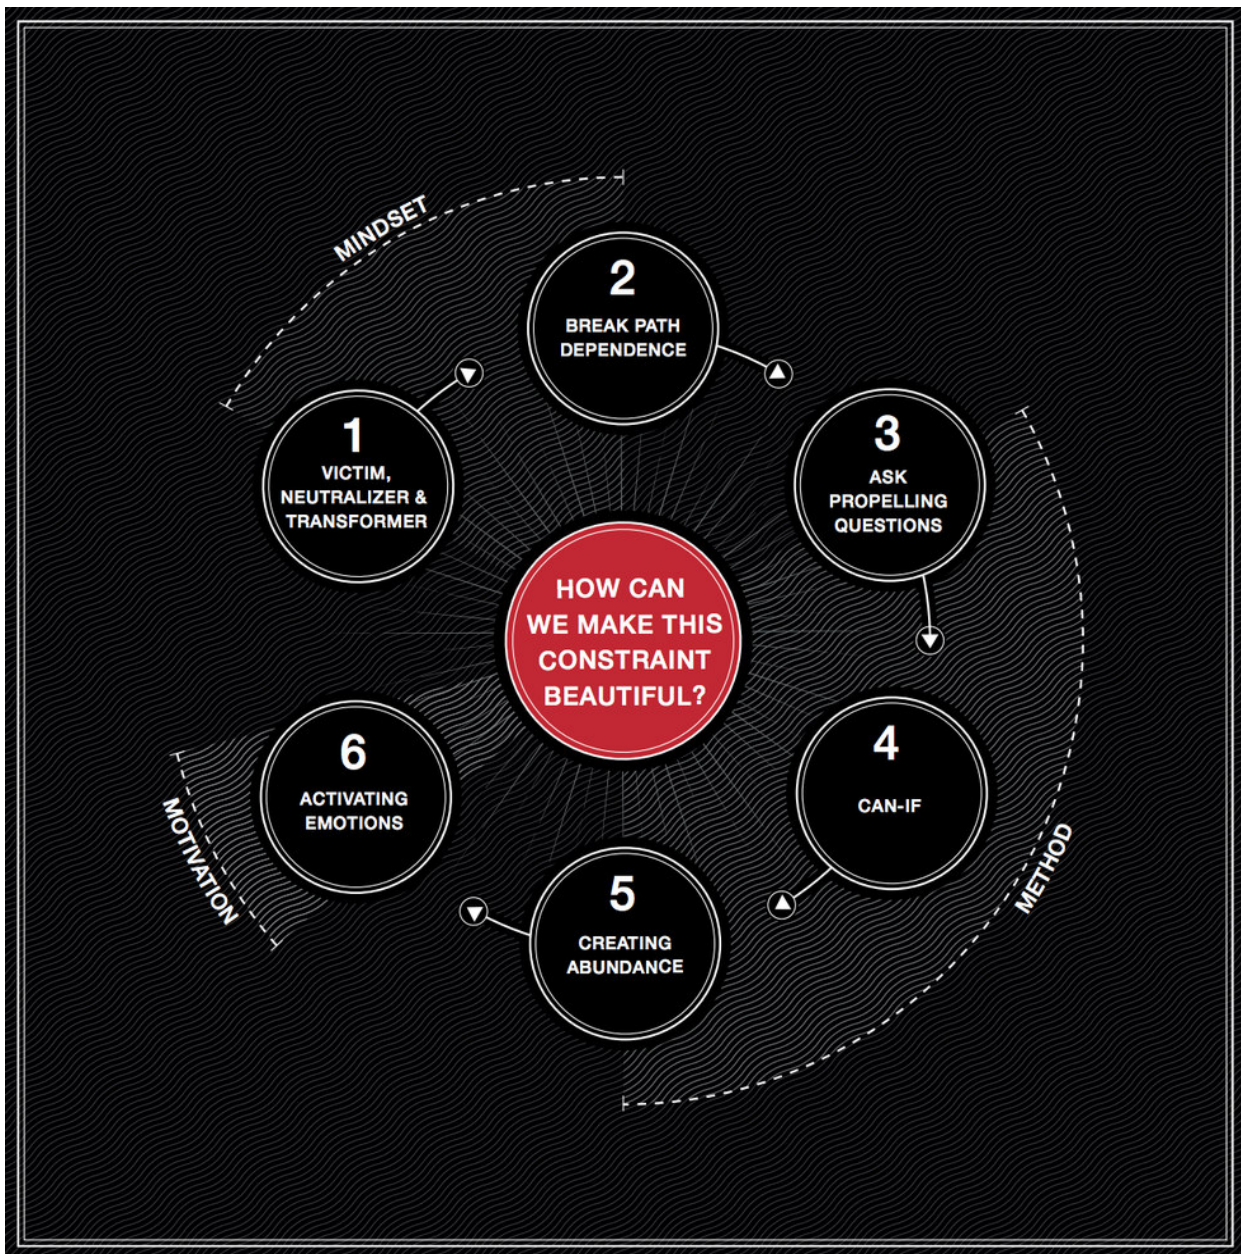 MINDSET
2
BREAK PATH
DEPENDENCE
1
VICTIM,
NEUTRALIZER &
TRANSFORMER
3
ASK
PROPELLING
QUESTIONS
HOW CAN
WE MAKE THIS
CONSTRAINT
BEAUTIFUL?
6
ACTIVATING
EMOTIONS
4
CAN-IF
MOTIVATION
METHOD
5
CREATING
ABUNDANCE